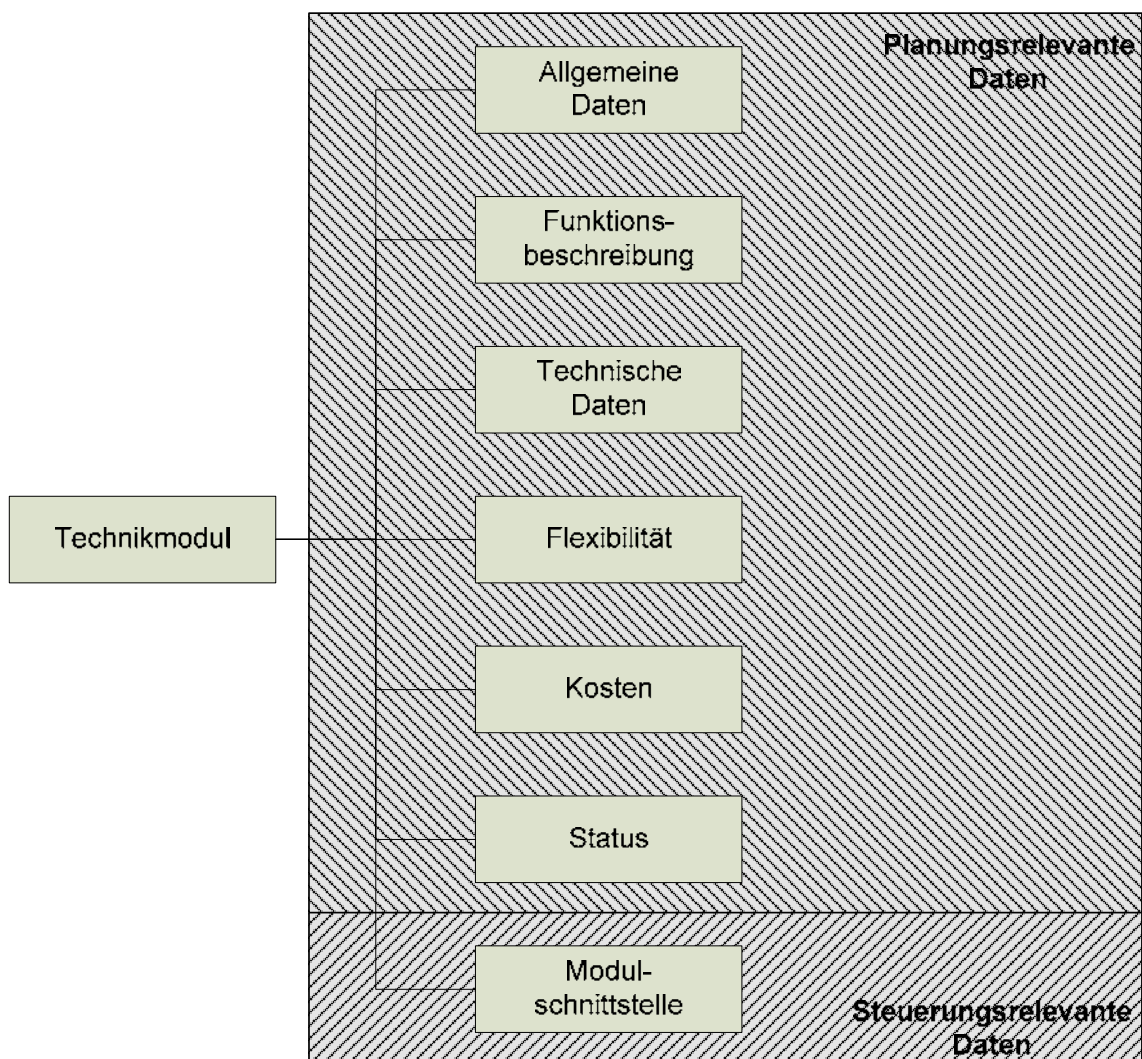 Planungsrelevante
Daten
Allgemeine
Daten
Funktions-
beschreibung
Technische
Daten
Technikmodul
Flexibilität
Kosten
Status
Modul-
schnittstelle
Steuerungsrelevante
Daten